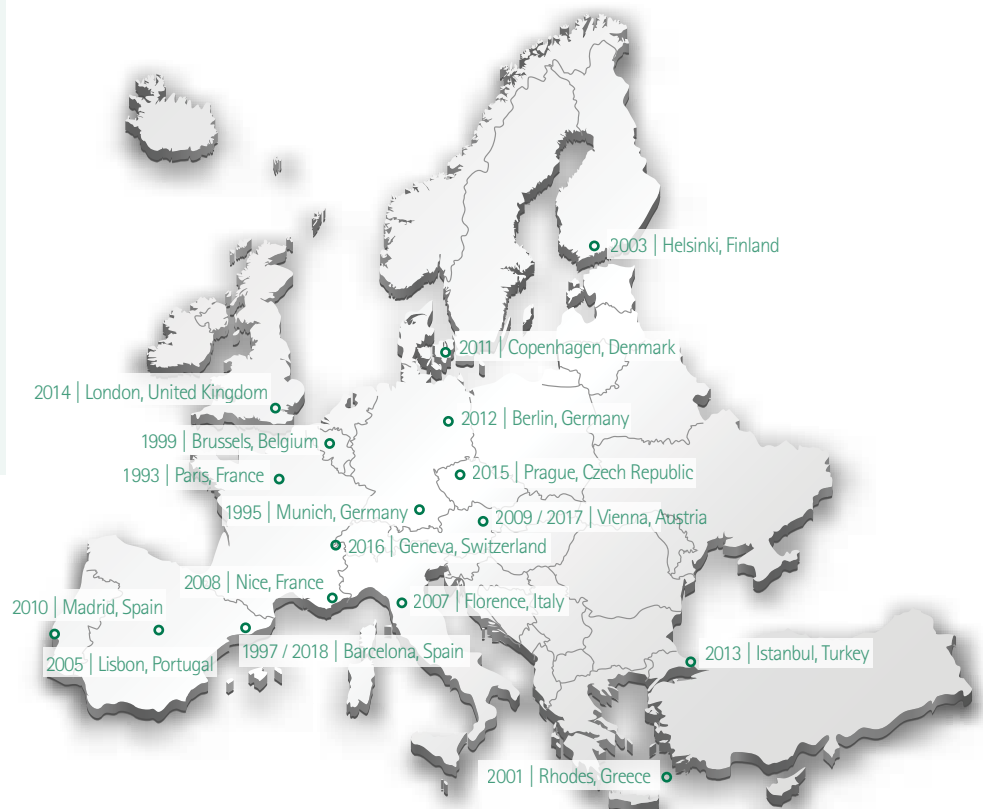 2003 | Helsinki, Finland
2011 | Copenhagen, Denmark
2014 | London, United Kingdom
2012 | Berlin, Germany
1999 | Brussels, Belgium
1993 | Paris, France
2015 | Prague, Czech Republic
1995 | Munich, Germany
2009 / 2017 | Vienna, Austria
2016 | Geneva, Switzerland
2008 | Nice, France
2007 | Florence, Italy
2010 | Madrid, Spain
1997 / 2018 | Barcelona, Spain
2013 | Istanbul, Turkey
2005 | Lisbon, Portugal
2001 | Rhodes, Greece